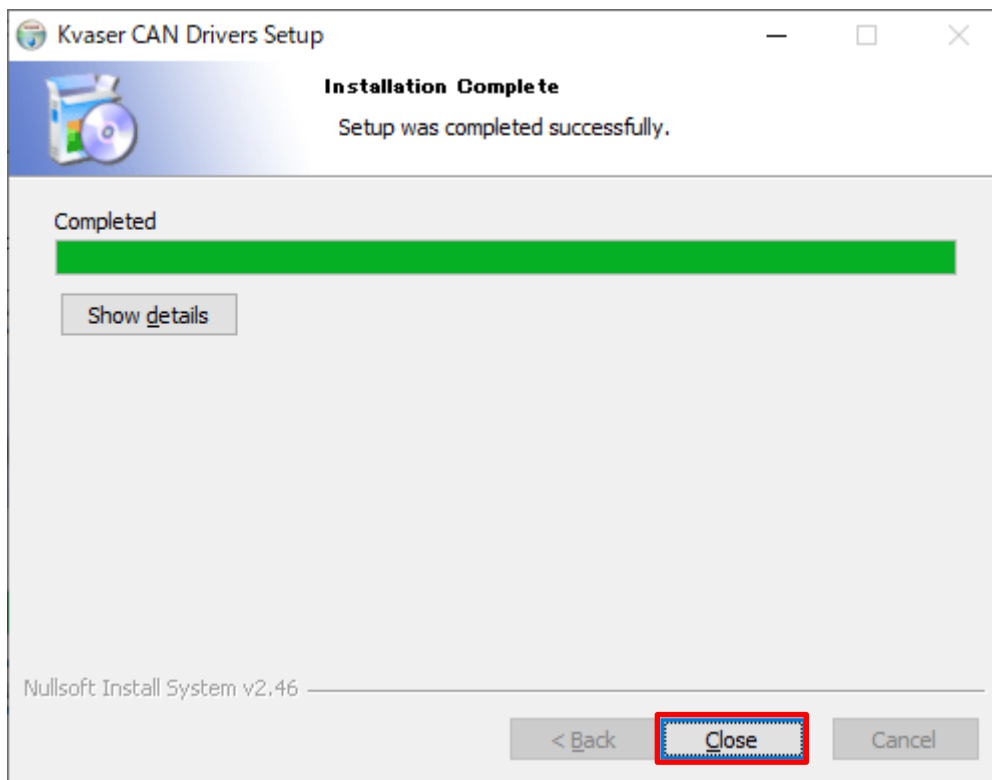 Kvaser CAN Drivers Setup
Installation Complete
Setup was completed successfully.
Completed
Show details
Nullsoft Install System v2.46
< Back
Close
Cancel